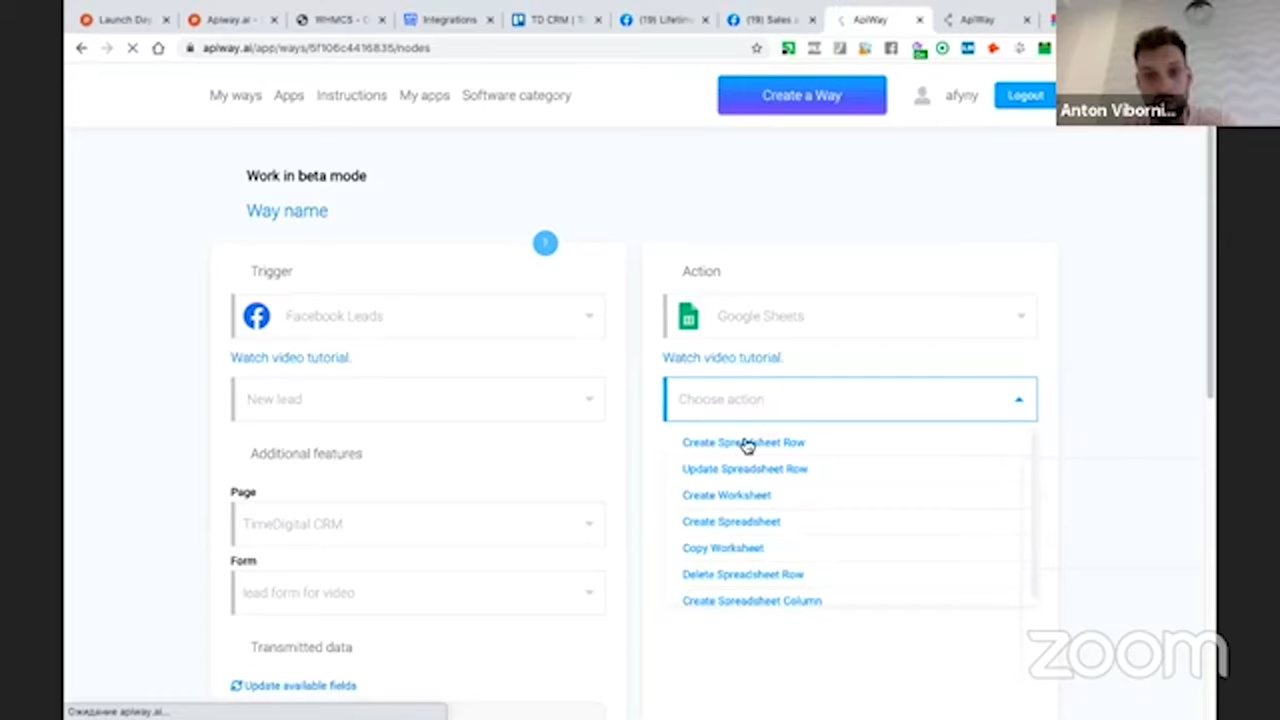 Launch Day
Apiway.ai -
WHMCS - C
Integrations
TD CRM | T
(19) Lifetim
(19) Sales a
ApiWay
ApiWay
apiway.ai/app/ways/5f106c4416835/nodes
My ways Apps Instructions My apps Software category
Create a Way
afyny
Logout
Anton Viborni...
Work in beta mode
Way name
?
Trigger
Facebook Leads
Watch video tutorial.
New lead
Additional features
Page
TimeDigital CRM
Form
lead form for video
Transmitted data
Update available fields
Action
Google Sheets
Watch video tutorial.
Choose action
Create Spreadsheet Row
Update Spreadsheet Row
Create Worksheet
Create Spreadsheet
Copy Worksheet
Delete Spreadsheet Row
Create Spreadsheet Column
zoom
Ожидание apiway.ai...